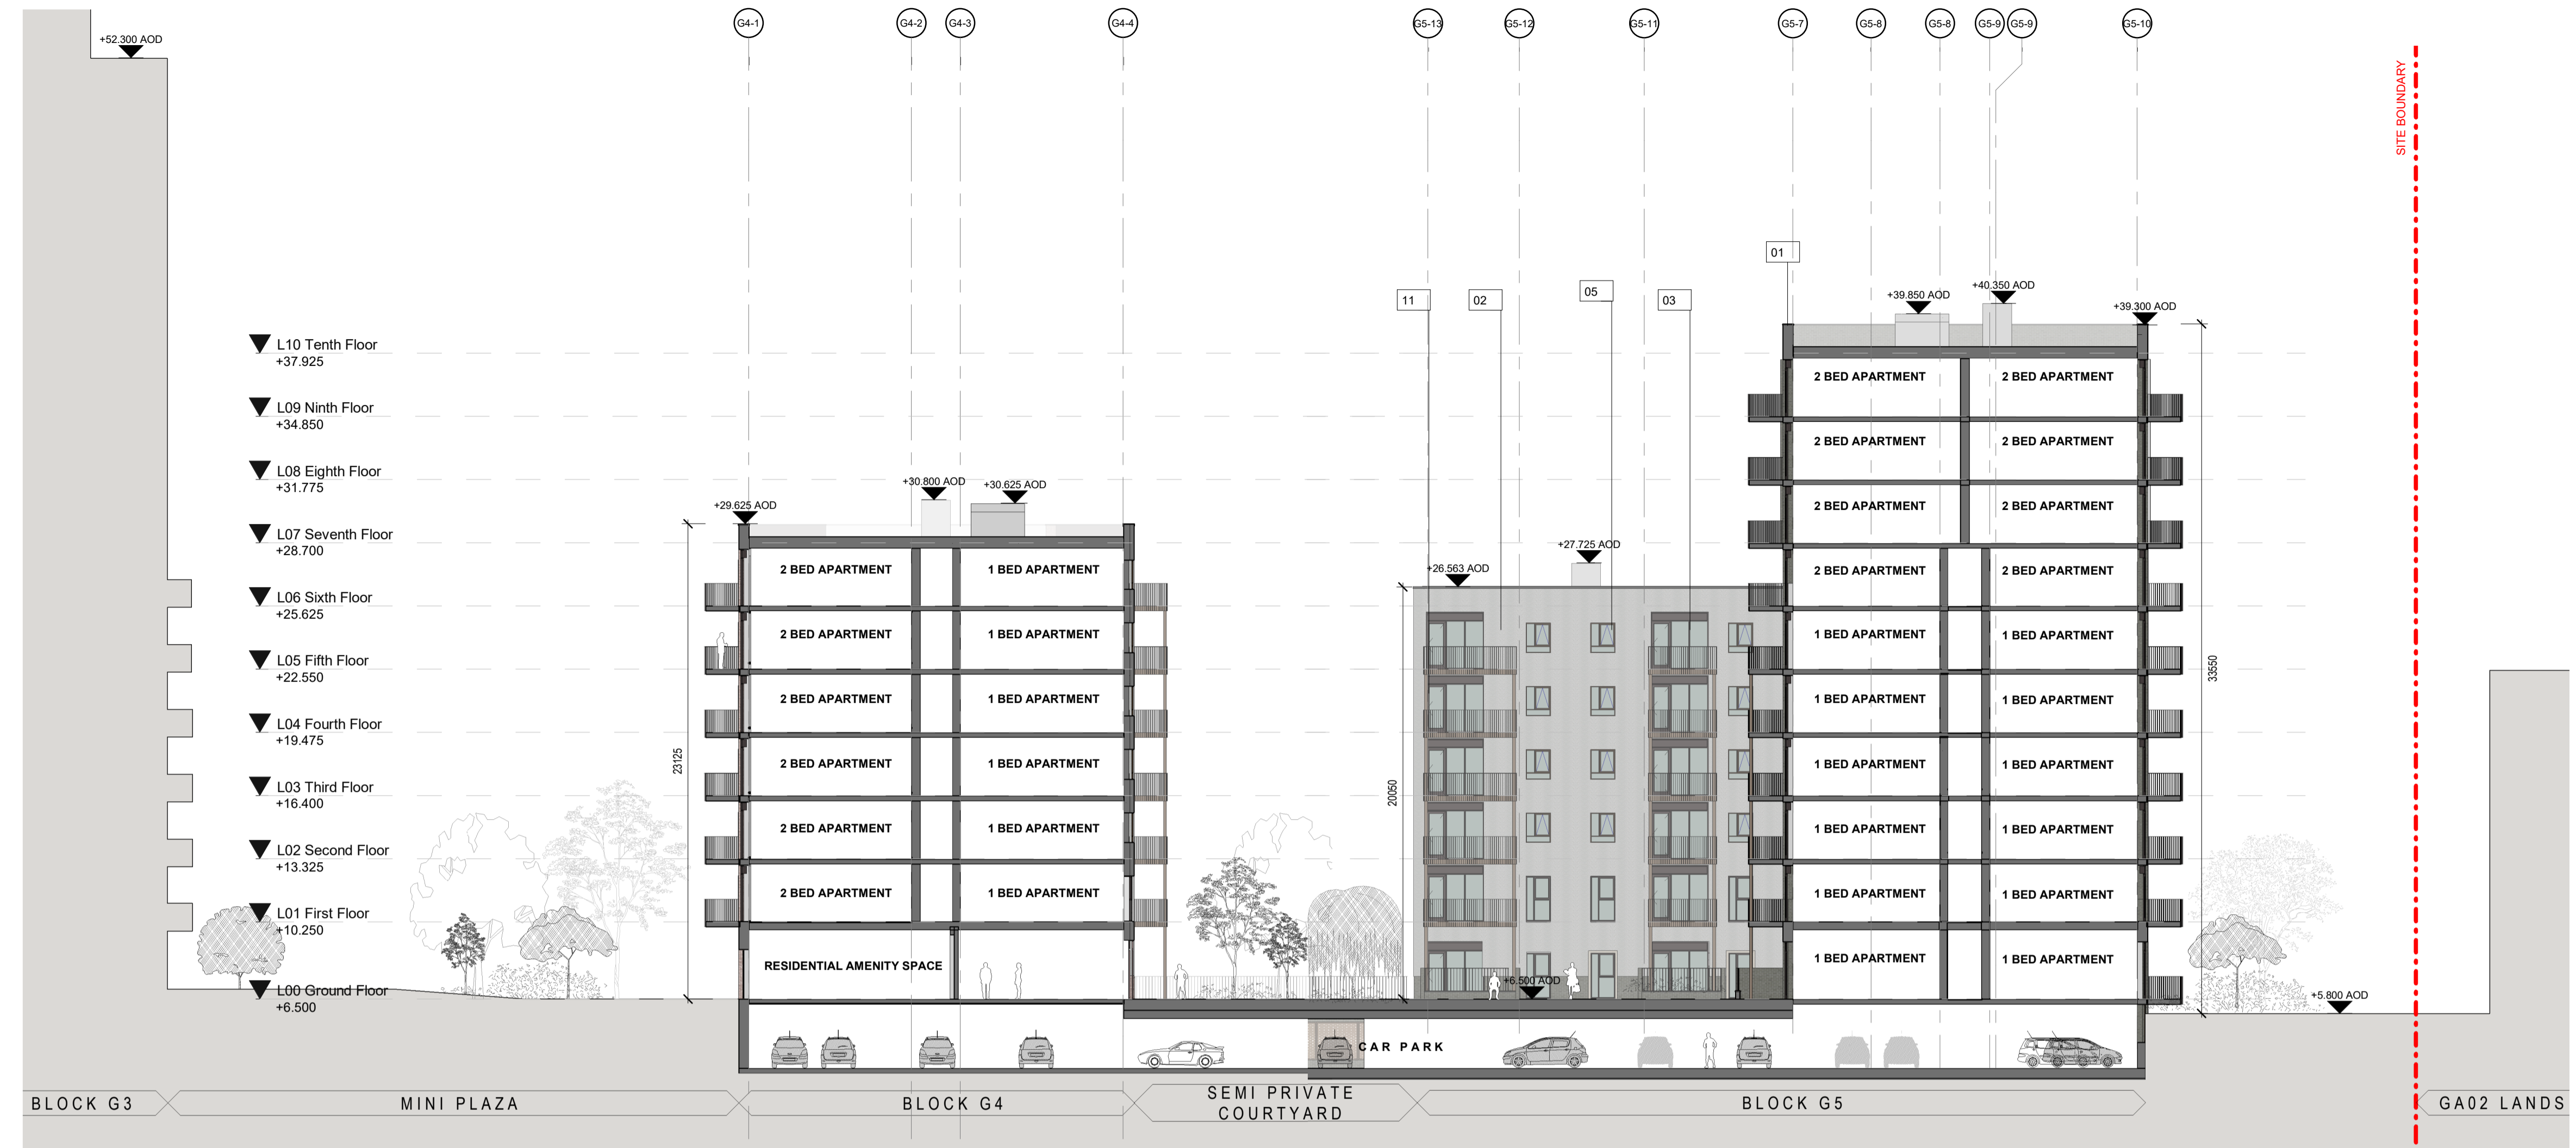 G4-1 G4-2 G4-3 G4-4 G5-13 G5-12 G5-11 G5-7 G5-8 G5-8 G5-9 G5-9 G5-10
+52.300 AOD
SITE BOUNDARY
01
11 02 05 03
+39.850 AOD
+40.350 AOD
+39.300 AOD
L10 Tenth Floor
+37.925
L09 Ninth Floor
+34.850
L08 Eighth Floor
+31.775
L07 Seventh Floor
+28.700
L06 Sixth Floor
+25.625
L05 Fifth Floor
+22.550
L04 Fourth Floor
+19.475
L03 Third Floor
+16.400
L02 Second Floor
+13.325
L01 First Floor
+10.250
L00 Ground Floor
+6.500
+29.625 AOD
+30.800 AOD
+30.625 AOD
23125
2 BED APARTMENT 1 BED APARTMENT
2 BED APARTMENT 1 BED APARTMENT
2 BED APARTMENT 1 BED APARTMENT
2 BED APARTMENT 1 BED APARTMENT
2 BED APARTMENT 1 BED APARTMENT
2 BED APARTMENT 1 BED APARTMENT
RESIDENTIAL AMENITY SPACE
+26.563 AOD
+27.725 AOD
20050
+6.500 AOD
2 BED APARTMENT 2 BED APARTMENT
2 BED APARTMENT 2 BED APARTMENT
2 BED APARTMENT 2 BED APARTMENT
2 BED APARTMENT 2 BED APARTMENT
1 BED APARTMENT 1 BED APARTMENT
1 BED APARTMENT 1 BED APARTMENT
1 BED APARTMENT 1 BED APARTMENT
1 BED APARTMENT 1 BED APARTMENT
1 BED APARTMENT 1 BED APARTMENT
1 BED APARTMENT 1 BED APARTMENT
33550
+5.800 AOD
CAR PARK
BLOCK G3
MINI PLAZA
BLOCK G4
SEMI PRIVATE
COURTYARD
BLOCK G5
GA02 LANDS